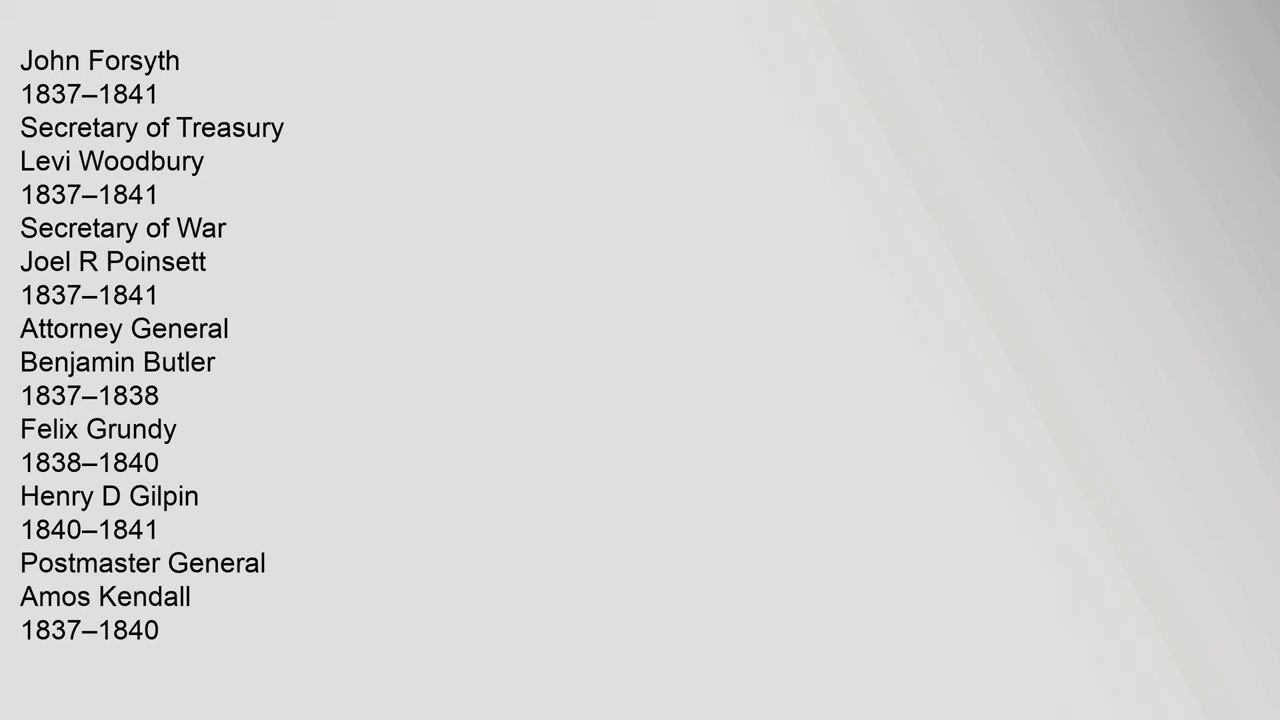 John Forsyth
1837–1841
Secretary of Treasury
Levi Woodbury
1837–1841
Secretary of War
Joel R Poinsett
1837–1841
Attorney General
Benjamin Butler
1837–1838
Felix Grundy
1838–1840
Henry D Gilpin
1840–1841
Postmaster General
Amos Kendall
1837–1840